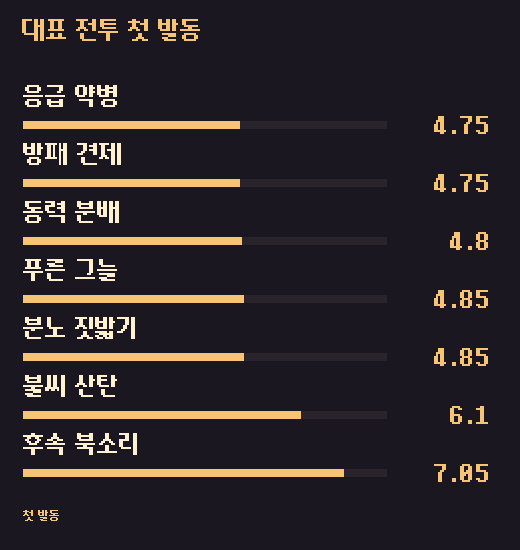 대표 전투 첫 발동
응급 약병
4.75
방패 견제
4.75
동력 분배
4.8
푸른 그늘
4.85
분노 짓밟기
4.85
불씨 산탄
6.1
후속 북소리
7.05
첫 발동